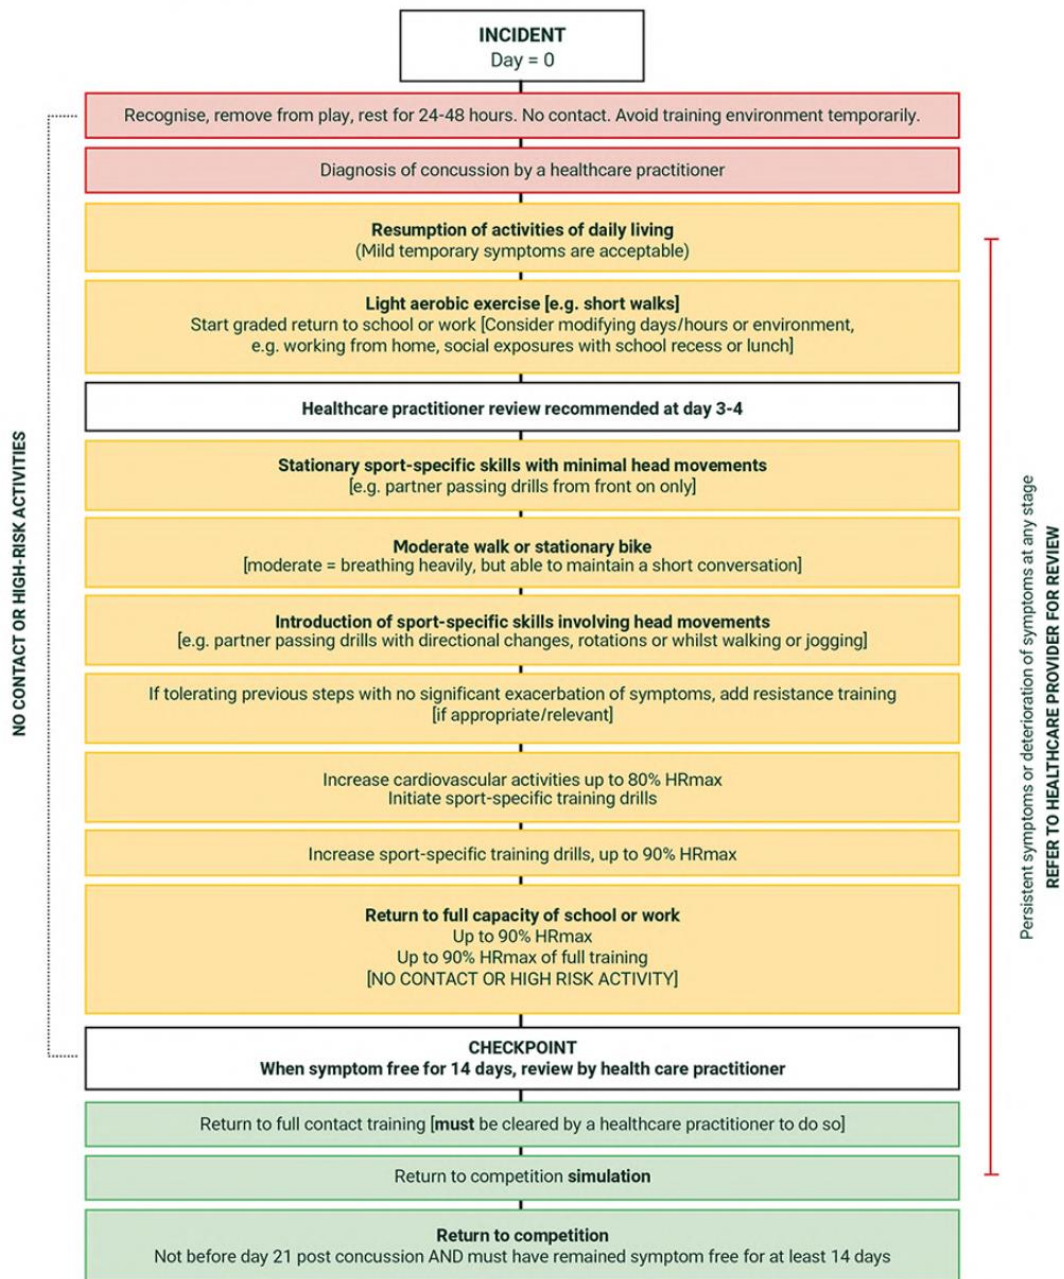 INCIDENT
Day = 0
Recognise, remove from play, rest for 24-48 hours. No contact. Avoid training environment temporarily.
Diagnosis of concussion by a healthcare practitioner
Resumption of activities of daily living
(Mild temporary symptoms are acceptable)
Light aerobic exercise [e.g. short walks]
Start graded return to school or work [Consider modifying days/hours or environment,
e.g. working from home, social exposures with school recess or lunch]
Healthcare practitioner review recommended at day 3-4
Stationary sport-specific skills with minimal head movements
[e.g. partner passing drills from front on only]
Moderate walk or stationary bike
[moderate = breathing heavily, but able to maintain a short conversation]
Introduction of sport-specific skills involving head movements
[e.g. partner passing drills with directional changes, rotations or whilst walking or jogging]
If tolerating previous steps with no significant exacerbation of symptoms, add resistance training
[if appropriate/relevant]
Increase cardiovascular activities up to 80% HRmax
Initiate sport-specific training drills
Increase sport-specific training drills, up to 90% HRmax
Return to full capacity of school or work
Up to 90% HRmax
Up to 90% HRmax of full training
[NO CONTACT OR HIGH RISK ACTIVITY]
CHECKPOINT
When symptom free for 14 days, review by health care practitioner
Return to full contact training [must be cleared by a healthcare practitioner to do so]
Return to competition simulation
Return to competition
Not before day 21 post concussion AND must have remained symptom free for at least 14 days
NO CONTACT OR HIGH-RISK ACTIVITIES
Persistent symptoms or deterioration of symptoms at any stage
REFER TO HEALTHCARE PROVIDER FOR REVIEW